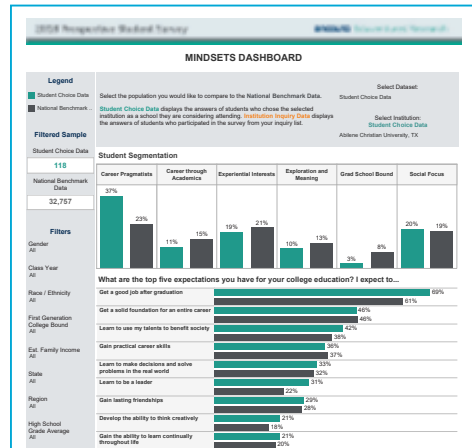 MINDSETS DASHBOARD
Legend
Student Choice Data
National Benchmark ..
Filtered Sample
Student Choice Data
118
National Benchmark
Data
32,757
Filters
Gender
All
Class Year
All
Race / Ethnicity
All
First Generation
College Bound
All
Est. Family Income
All
State
All
Region
All
High School
Grade Average
All
Select the population you would like to compare to the National Benchmark Data.
Student Choice Data displays the answers of students who chose the selected
institution as a school they are considering attending. Institution Inquiry Data displays
the answers of students who participated in the survey from your inquiry list.
Select Dataset:
Student Choice Data
Select Institution:
Student Choice Data
Abilene Christian University, TX
Student Segmentation
Career Pragmatists
Career through
Academics
Experiential Interests
Exploration and
Meaning
Grad School Bound
Social Focus
37%
23%
11%
15%
19%
21%
10%
13%
3%
8%
20%
19%
What are the top five expectations you have for your college education? I expect to...
Get a good job after graduation
69%
61%
Get a solid foundation for an entire career
46%
46%
Learn to use my talents to benefit society
42%
38%
Gain practical career skills
36%
37%
Learn to make decisions and solve
problems in the real world
33%
32%
Learn to be a leader
31%
22%
Gain lasting friendships
29%
28%
Develop the ability to think creatively
21%
18%
Gain the ability to learn continually
throughout life
21%
20%